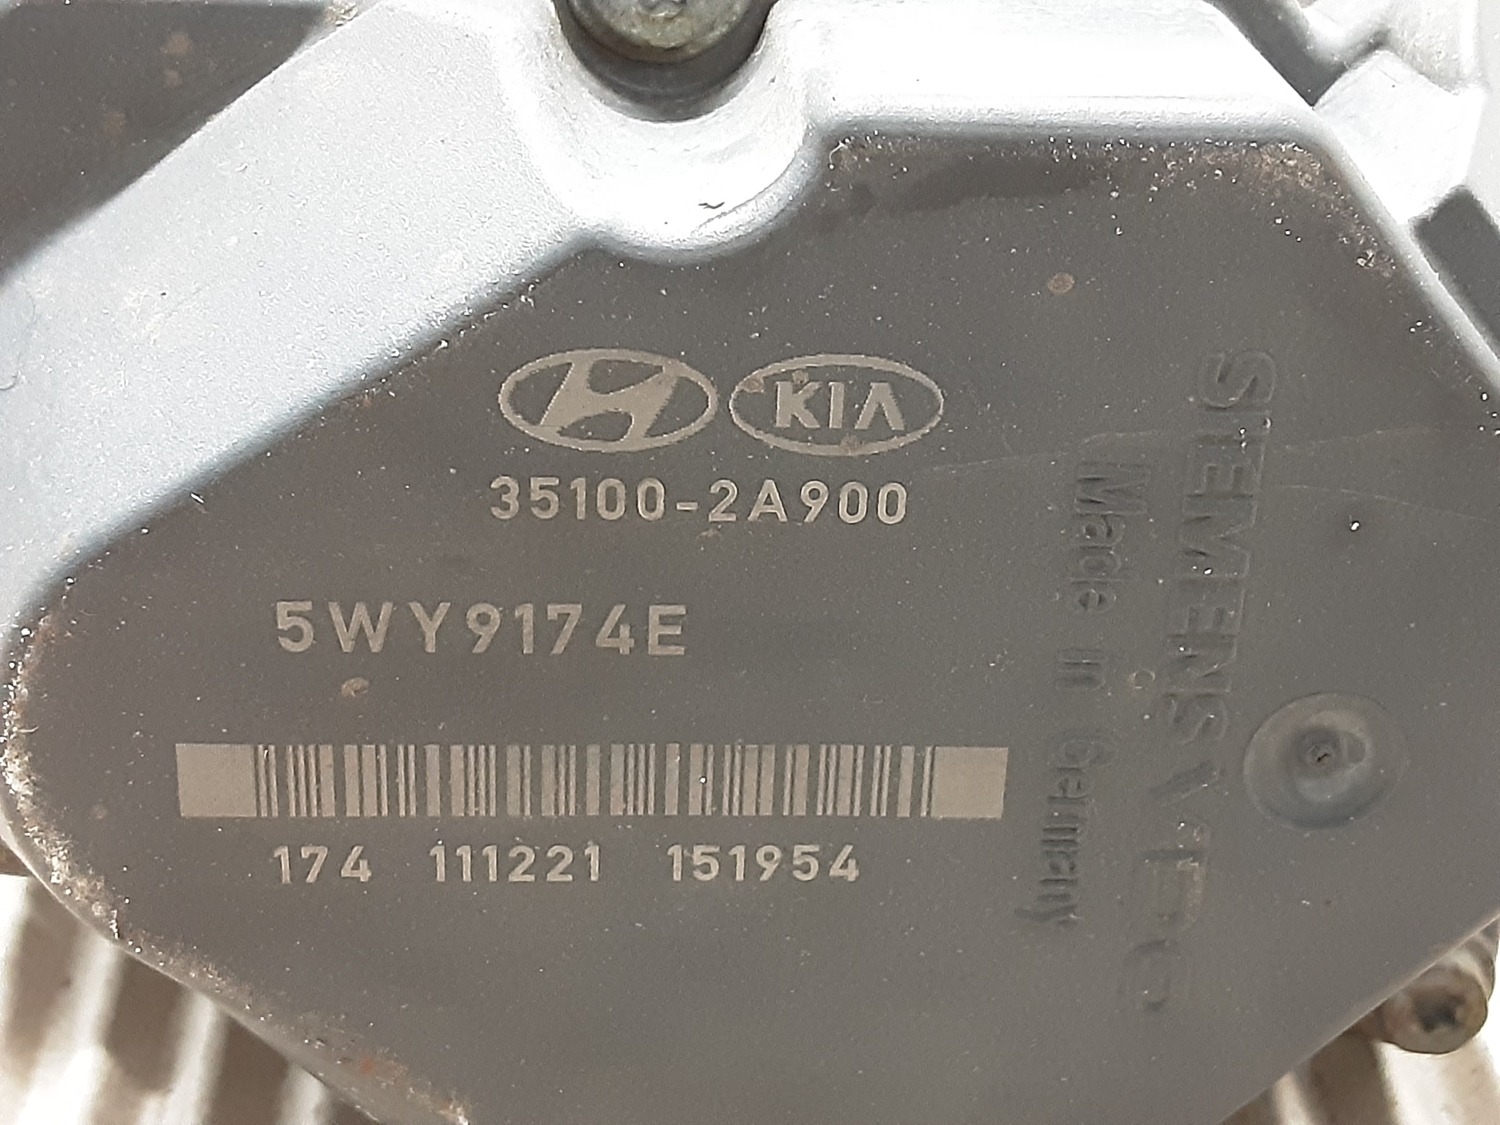 KIA
35100-2A900
5WY9174E
174 111221 151954
SIEMENS VDO
Made in Germany